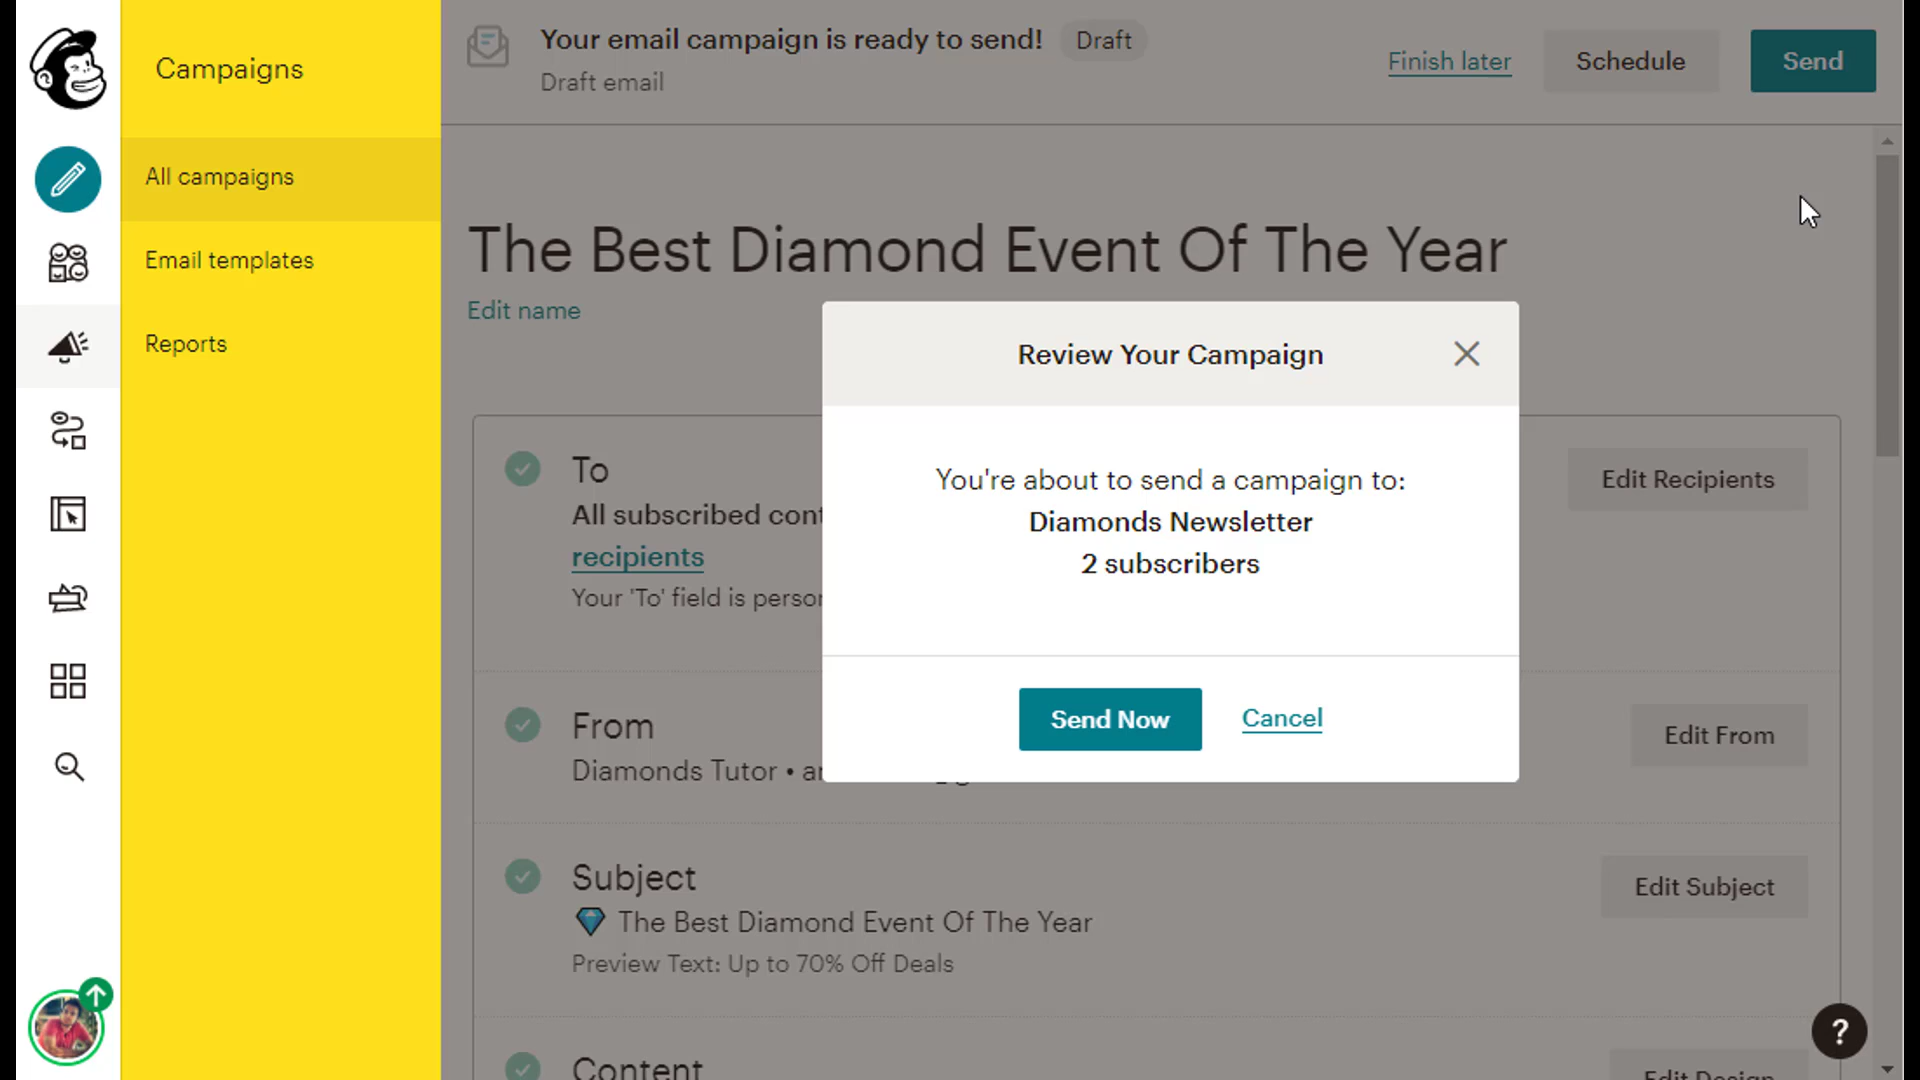 Campaigns
All campaigns
Email templates
Reports
Your email campaign is ready to send! Draft
Draft email
Finish later
Schedule
Send
The Best Diamond Event Of The Year
Edit name
Review Your Campaign
You're about to send a campaign to:
Diamonds Newsletter
2 subscribers
Send Now
Cancel
To
All subscribed
recipients
Your 'To' field is
Edit Recipients
From
Diamonds Tutor •
Edit From
Subject
The Best Diamond Event Of The Year
Preview Text: Up to 70% Off Deals
Edit Subject
Content
Edit Design
?